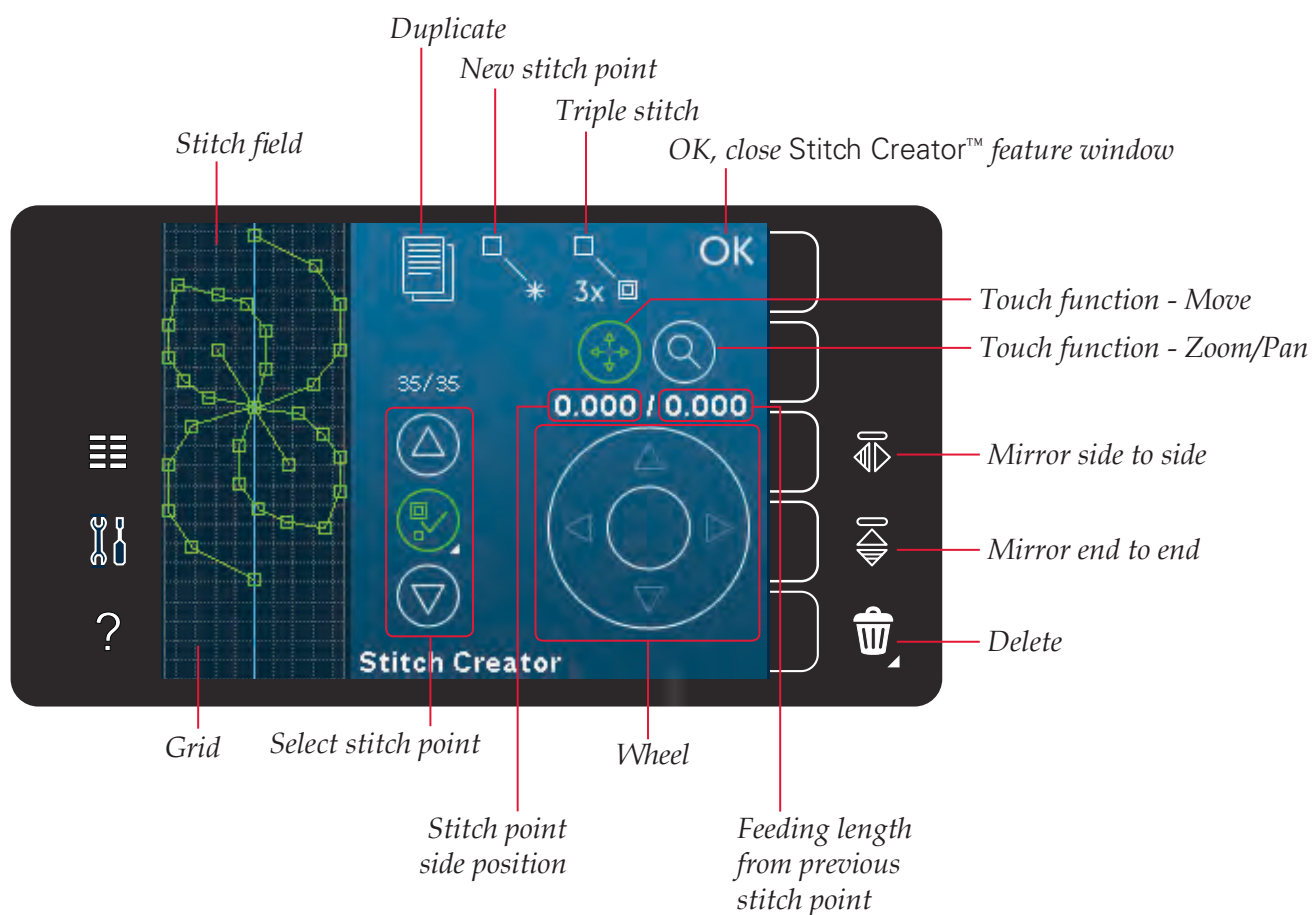 Duplicate
New stitch point
Triple stitch
Stitch field
OK, close Stitch Creator™ feature window
OK
3x
Touch function - Move
Touch function - Zoom/Pan
35/35
0.000 / 0.000
Mirror side to side
Mirror end to end
?
Delete
Stitch Creator
Grid
Select stitch point
Wheel
Stitch point
side position
Feeding length
from previous
stitch point